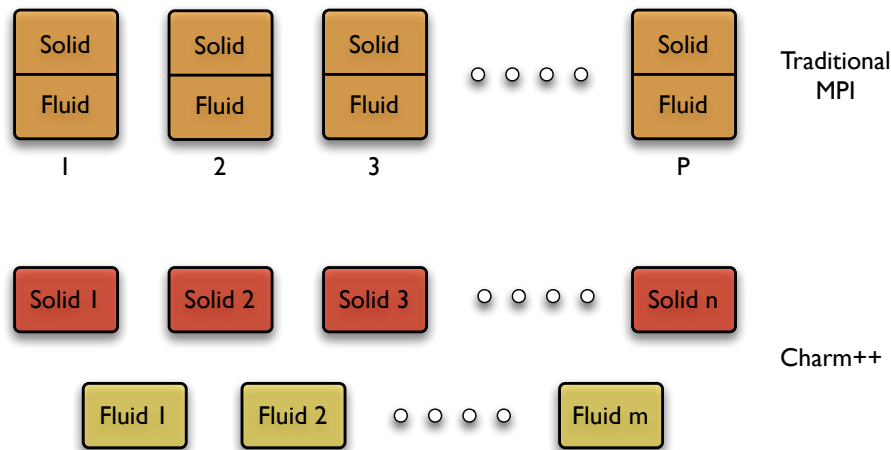 Solid Solid Solid Solid
Fluid Fluid Fluid Fluid
Traditional
MPI
1 2 3 P
Solid 1 Solid 2 Solid 3 Solid n
Charm++
Fluid 1 Fluid 2 Fluid m